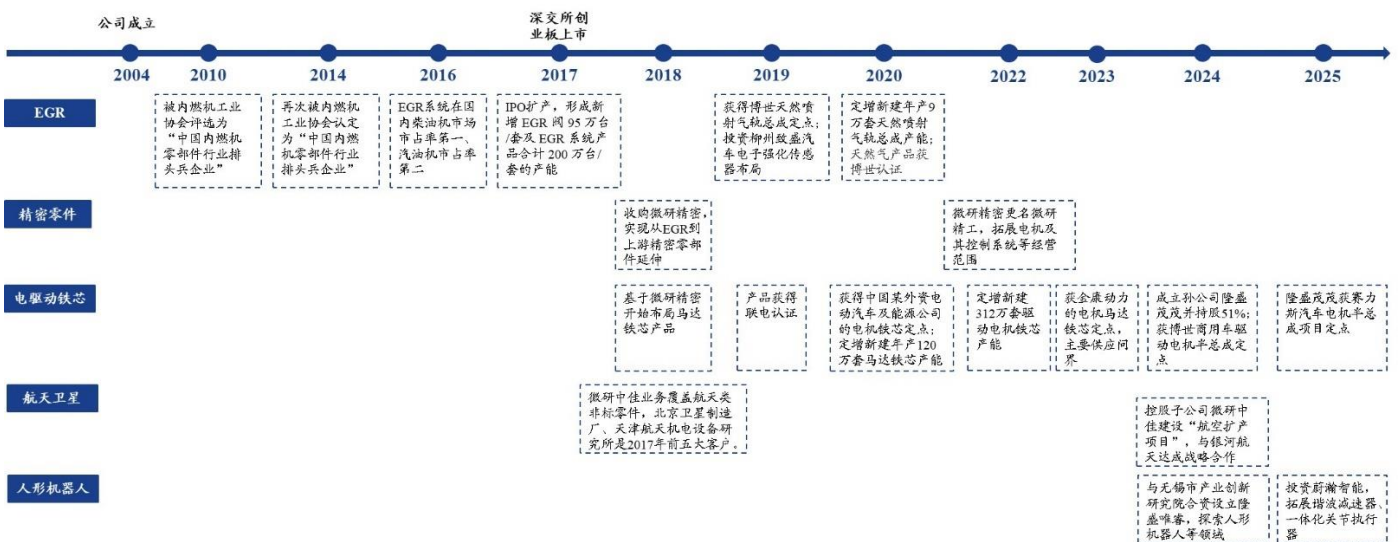 公司成立
深交所创
业板上市
2004
2010
2014
2016
2017
2018
2019
2020
2022
2023
2024
2025
EGR
被内燃机工业
协会评选为
“中国内燃机
零部件行业排
头兵企业”
再次被内燃机
工业协会认定
为“中国内燃
机零部件行业
排头兵企业”
EGR系统在国
内柴油机市场
市占率第一、
汽油机市占率
第二
IPO扩产，形成新
增 EGR 阀 95 万台
/套及 EGR 系统产
品合计 200 万台/
套的产能
获得博世天然喷
射气轨总成定点；
投资柳州致盛汽
车电子强化传感
器布局
定增新建年产9
万套天然喷射
气轨总成产能；
天然气产品获
博世认证
精密零件
收购微研精密，
实现从EGR到
上游精密零部
件延伸
微研精密更名微研
精工，拓展电机及
其控制系统等经营
范围
电驱动铁芯
基于微研精密
开始布局马达
铁芯产品
产品获得
联电认证
获得中国某外资电
动汽车及能源公司
的电机铁芯定点；
定增新建年产120
万套马达铁芯产能
定增新建
312万套驱
动电机铁芯
产能
获金康动力
的电机马达
铁芯定点，
主要供应问
界
成立孙公司隆盛
茂茂并持股51%；
获博世商用车驱
动电机半总成定
点
隆盛茂茂获赛力
斯汽车电机半总
成项目定点
航天卫星
微研中佳业务覆盖航天类
非标零件，北京卫星制造
厂、天津航天机电设备研
究所是2017年前五大客户。
控股子公司微研中
佳建设“航空扩产
项目”，与银河航
天达成战略合作
人形机器人
与无锡市产业创新
研究院合资设立隆
盛唯睿，探索人形
机器人等领域
投资蔚瀚智能，
拓展谐波减速器、
一体化关节执行
器